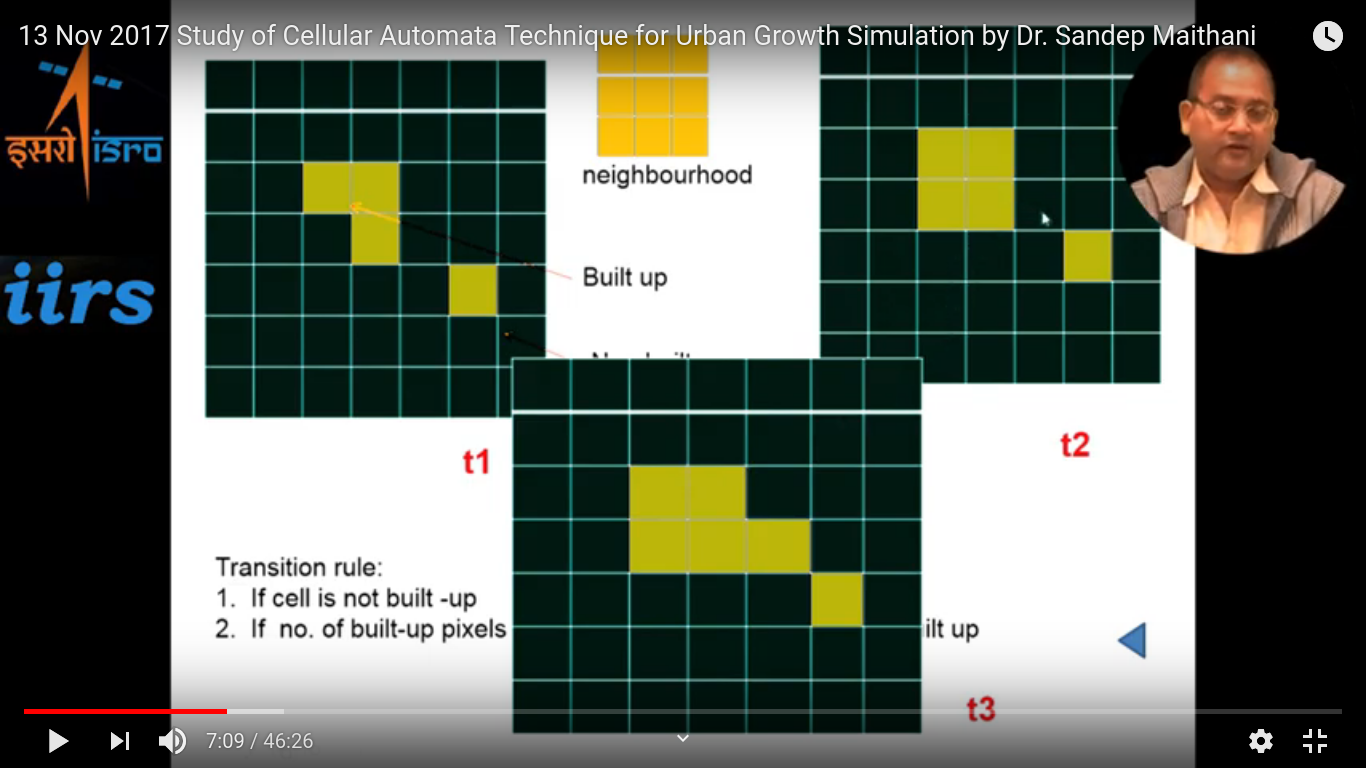 13 Nov 2017 Study of Cellular Automata Technique for Urban Growth Simulation by Dr. Sandep Maithani
इसरो isro
neighbourhood
iirs
Built up
t1
t2
Transition rule:
1. If cell is not built -up
2. If no. of built-up pixels
ilt up
t3
7:09 / 46:26